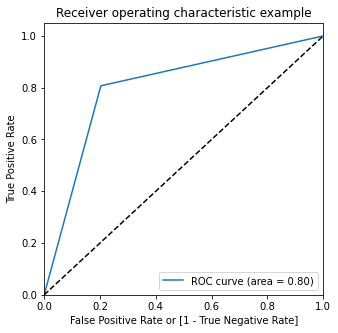 Receiver operating characteristic example
True Positive Rate
1.0
0.8
0.6
0.4
0.2
0.0
ROC curve (area = 0.80)
0.0 0.2 0.4 0.6 0.8 1.0
False Positive Rate or [1 - True Negative Rate]